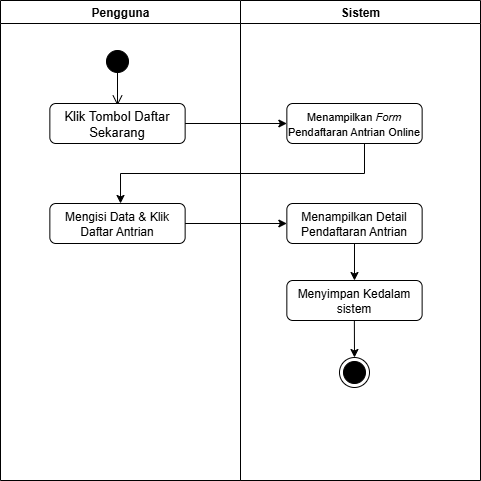 Pengguna
Sistem
Klik Tombol Daftar
Sekarang
Menampilkan Form
Pendaftaran Antrian Online
Mengisi Data & Klik
Daftar Antrian
Menampilkan Detail
Pendaftaran Antrian
Menyimpan Kedalam
sistem